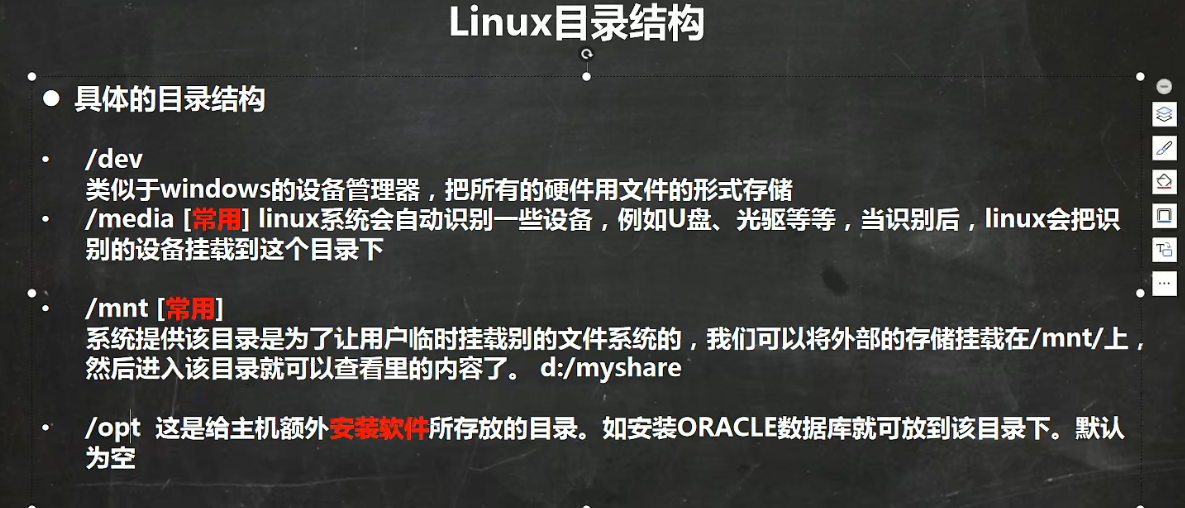 Linux目录结构
● 具体的目录结构
• /dev
类似于windows的设备管理器，把所有的硬件用文件的形式存储
• /media [常用] linux系统会自动识别一些设备，例如U盘、光驱等等，当识别后，linux会把识
别的设备挂载到这个目录下
• /mnt [常用]
系统提供该目录是为了让用户临时挂载别的文件系统的，我们可以将外部的存储挂载在/mnt/上，
然后进入该目录就可以查看里的内容了。 d:/myshare
• /opt 这是给主机额外安装软件所存放的目录。如安装ORACLE数据库就可放到该目录下。默认
为空